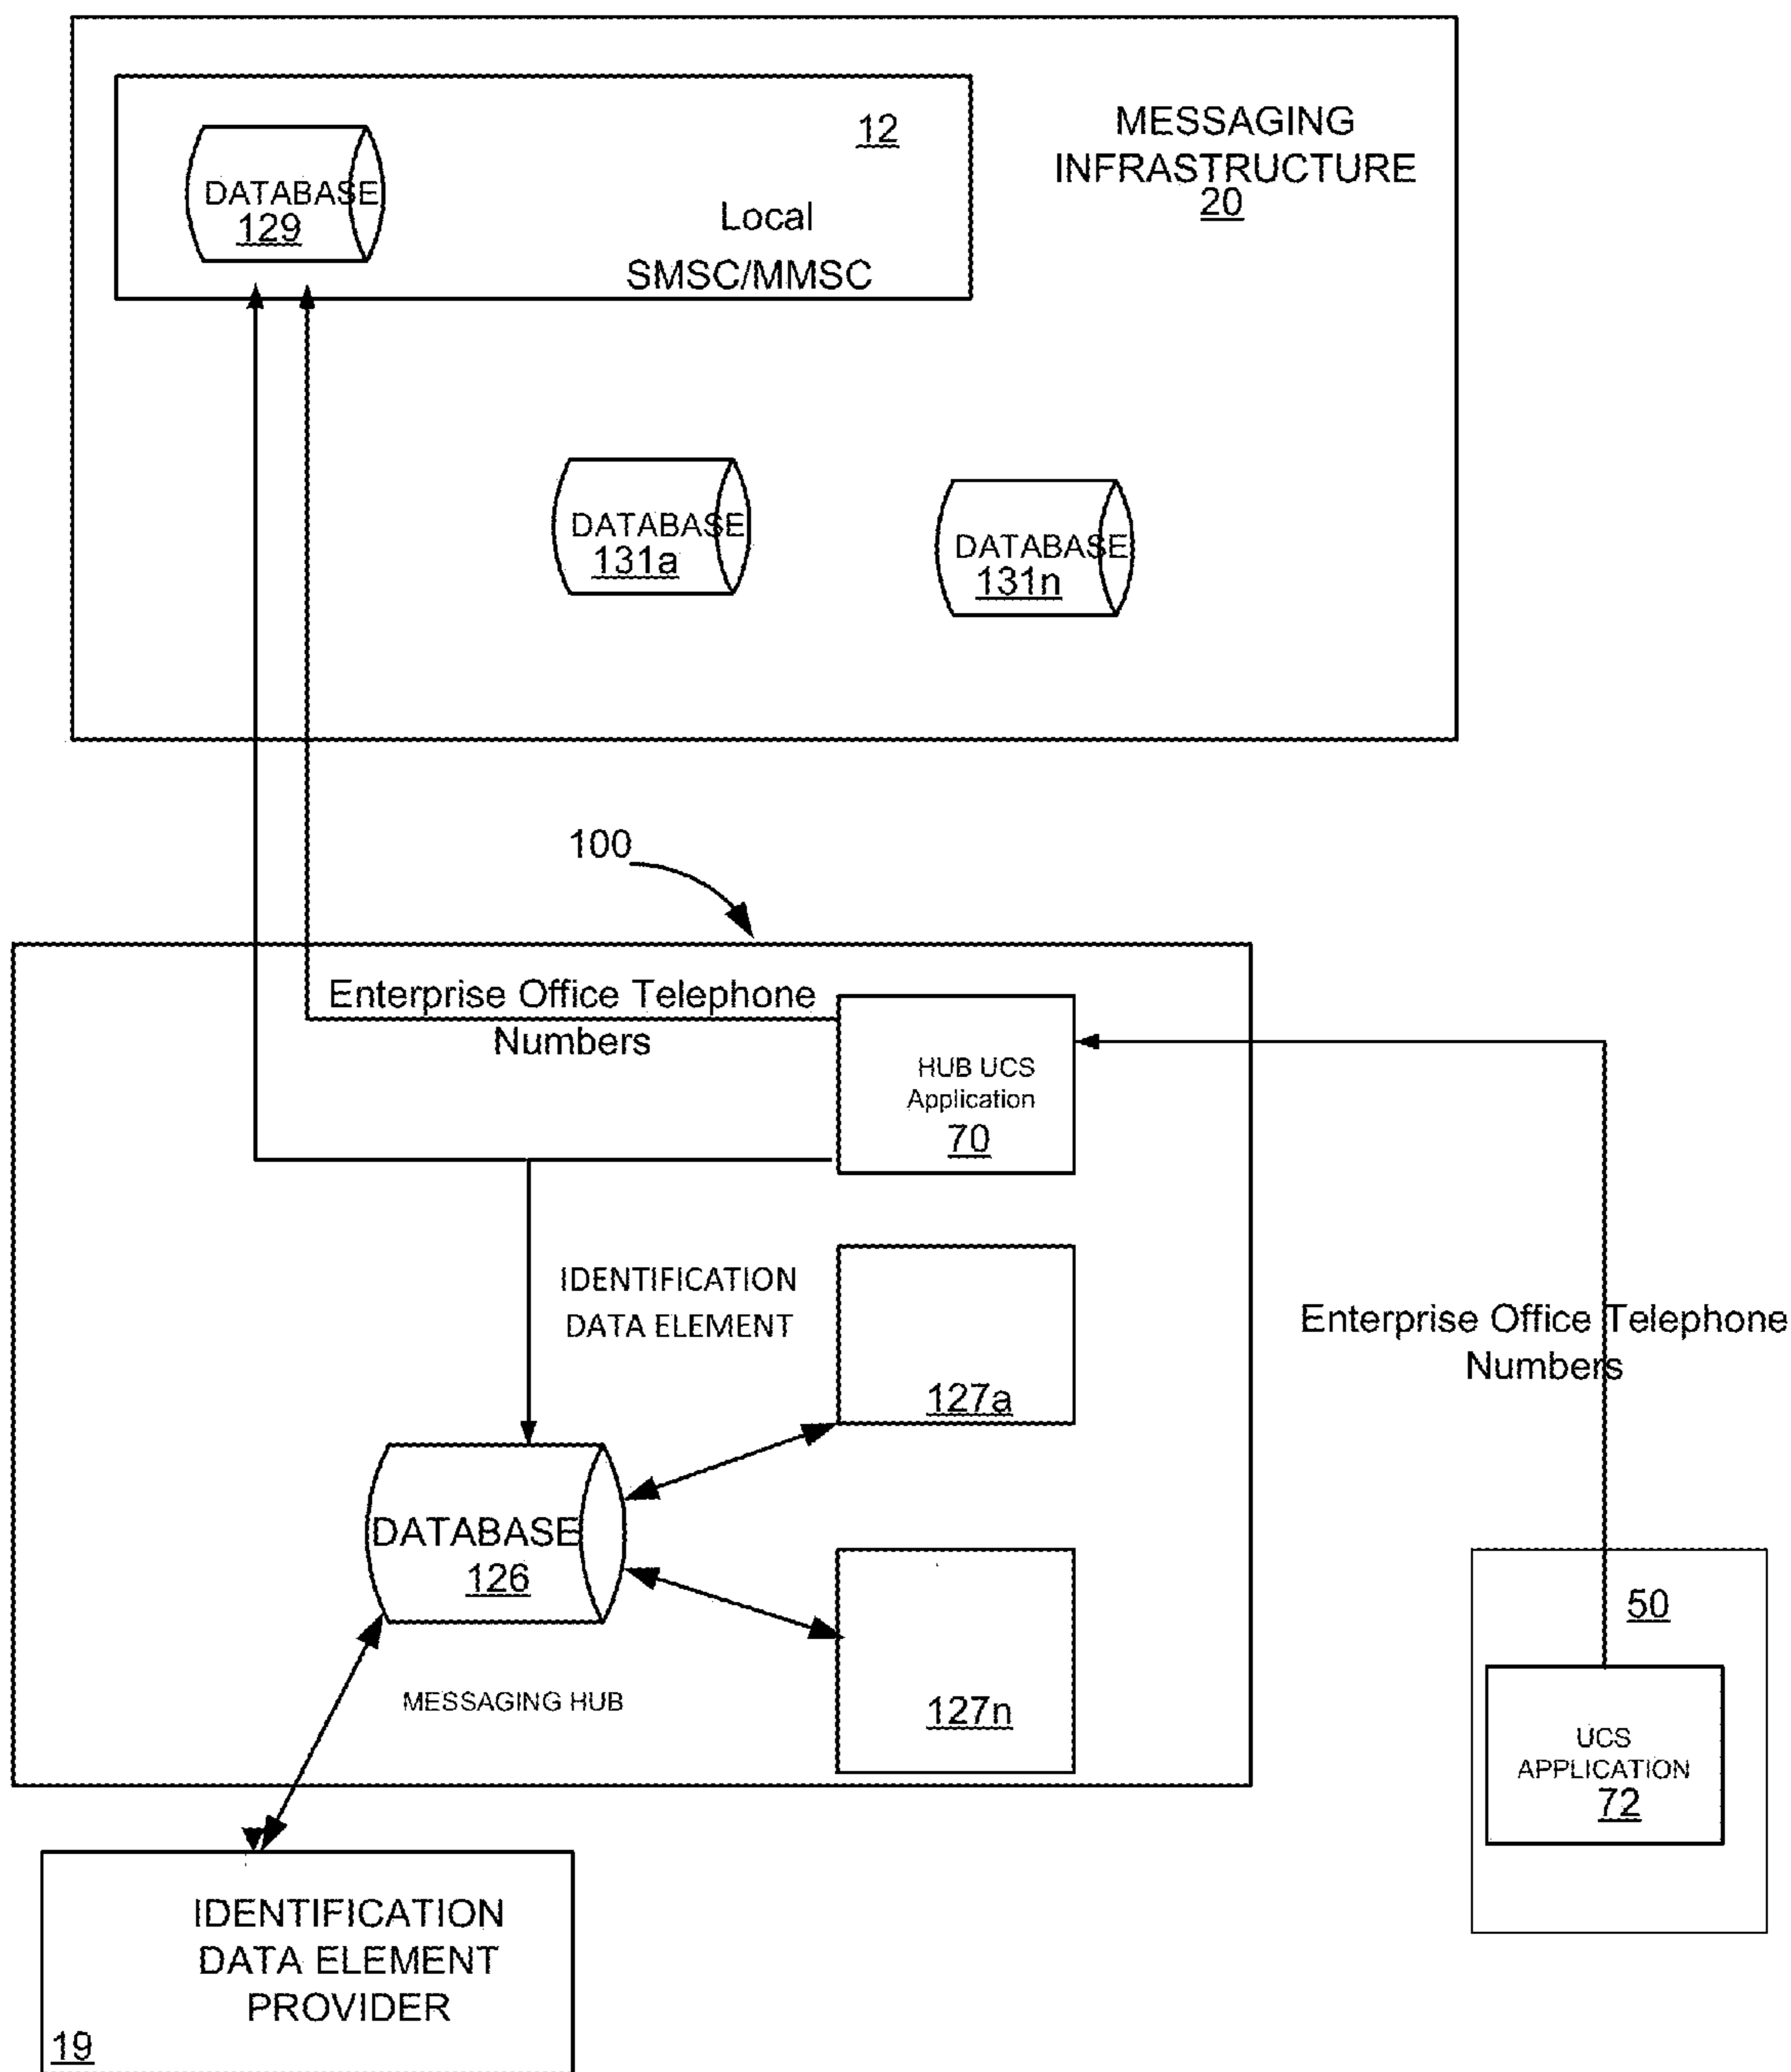 MESSAGING
INFRASTRUCTURE
20
12
DATABASE
129
Local
SMSC/MMSC
DATABASE
131a
DATABASE
131n
100
Enterprise Office Telephone
Numbers
HUB UCS
Application
70
IDENTIFICATION
DATA ELEMENT
127a
Enterprise Office Telephone
Numbers
DATABASE
126
127n
MESSAGING HUB
50
UCS
APPLICATION
72
IDENTIFICATION
DATA ELEMENT
PROVIDER
19